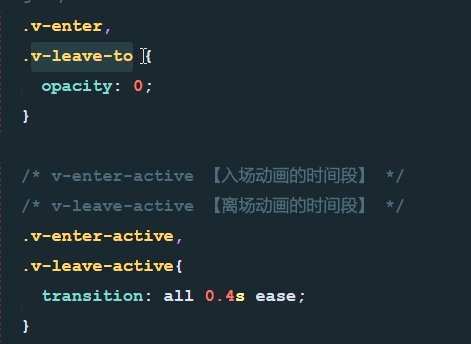 .v-enter,
.v-leave-to {
opacity: 0;
}
/* v-enter-active 【入场动画的时间段】 */
/* v-leave-active 【离场动画的时间段】 */
.v-enter-active,
.v-leave-active{
transition: all 0.4s ease;
}